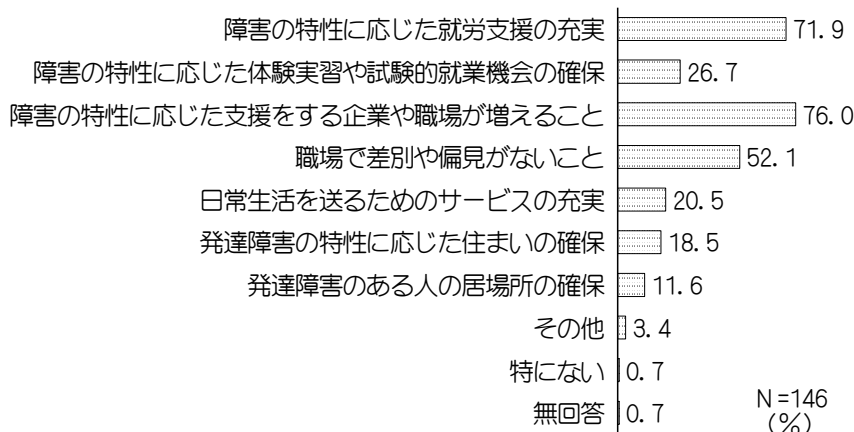 障害の特性に応じた就労支援の充実 71.9
障害の特性に応じた体験実習や試験的就業機会の確保 26.7
障害の特性に応じた支援をする企業や職場が増えること 76.0
職場で差別や偏見がないこと 52.1
日常生活を送るためのサービスの充実 20.5
発達障害の特性に応じた住まいの確保 18.5
発達障害のある人の居場所の確保 11.6
その他 3.4
特にない 0.7
無回答 0.7
N=146
(%)